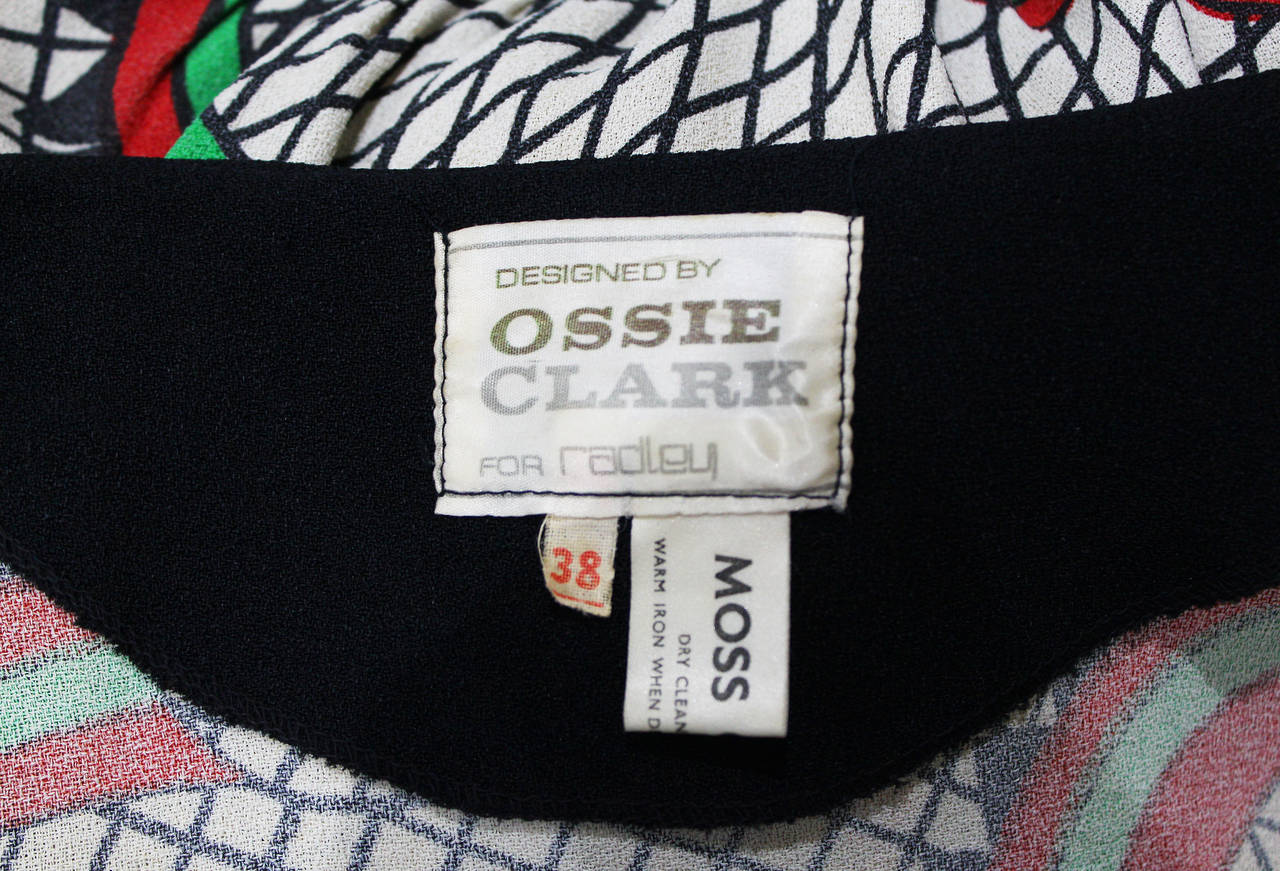 DESIGNED BY
OSSIE
CLARK
FOR radley
38
MOSS
DRY CLEAN
WARM IRON WHEN D